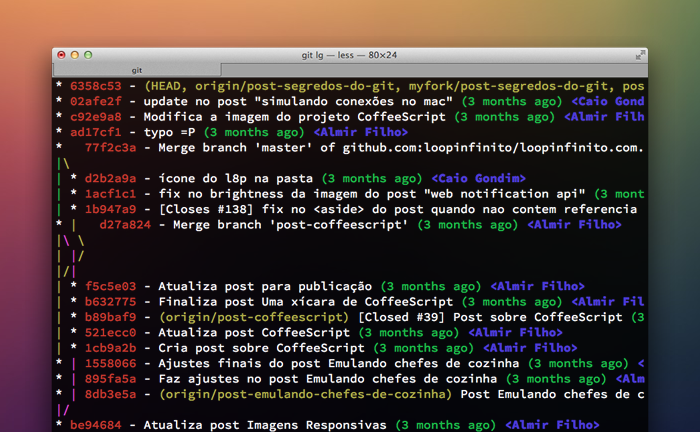 git lg — less — 80×24
git
* 6358c53 - (HEAD, origin/post-segredos-do-git, myfork/post-segredos-do-git, pos
* 02afe2f - update no post "simulando conexões no mac" (3 months ago) <Caio Gond
* c92e9a8 - Modifica a imagem do projeto CoffeeScript (3 months ago) <Almir Filh
* ad17cf1 - typo =P (3 months ago) <Almir Filho>
*   77f2c3a - Merge branch 'master' of github.com:loopinfinito/loopinfinito.com.
|\
| * d2b2a9a - ícone do l8p na pasta (3 months ago) <Caio Gondim>
| * 1acf1c1 - fix no brightness da imagem do post "web notification api" (3 mont
| * 1b947a9 - [Closes #138] fix no <aside> do post quando nao contem referencia
* |   d27a824 - Merge branch 'post-coffeescript' (3 months ago) <Almir Filho>
|\ \
| |/
|/|
| * f5c5e03 - Atualiza post para publicação (3 months ago) <Almir Filho>
| * b632775 - Finaliza post Uma xícara de CoffeeScript (3 months ago) <Almir Fil
| * b89baf9 - (origin/post-coffeescript) [Closed #39] Post sobre CoffeeScript (3
| * 521ecc0 - Atualiza post CoffeeScript (3 months ago) <Almir Filho>
| * 1cb9a2b - Cria post sobre CoffeeScript (3 months ago) <Almir Filho>
* | 1558066 - Ajustes finais do post Emulando chefes de cozinha (3 months ago) <
* | 895fa5a - Faz ajustes no post Emulando chefes de cozinha (3 months ago) <Alm
* | 8db3e5a - (origin/post-emulando-chefes-de-cozinha) Post Emulando chefes de c
|/
* be94684 - Atualiza post Imagens Responsivas (3 months ago) <Almir Filho>